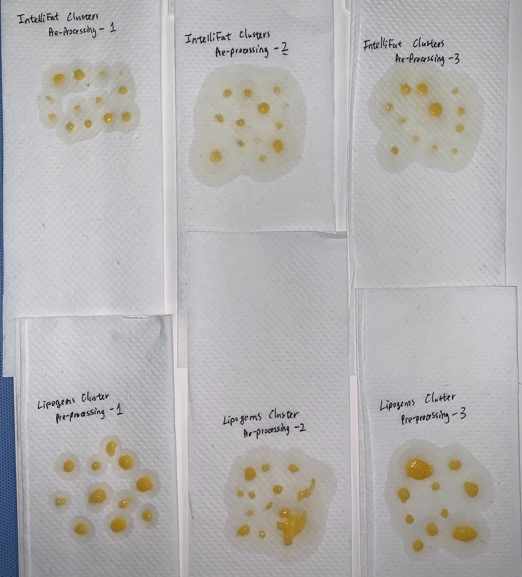 IntelliFat Clusters
Pre-Processing - 1
IntelliFat Clusters
Pre-processing - 2
IntelliFat Clusters
Pre-Processing - 3
Lipogems Cluster
Pre-processing - 1
Lipogems Cluster
Pre-processing - 2
Lipogems Cluster
Pre-processing - 3